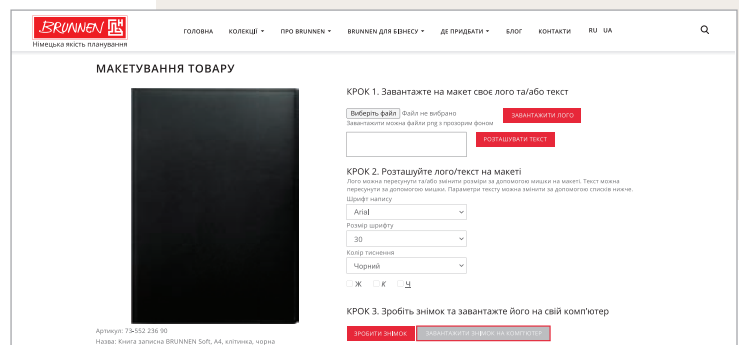 BRUNNEN
Німецька якість планування
ГОЛОВНА КОЛЕКЦІЇ ПРО BRUNNEN BRUNNEN ДЛЯ БІЗНЕСУ ДЕ ПРИДБАТИ БЛОГ КОНТАКТИ RU UA
МАКЕТУВАННЯ ТОВАРУ
КРОК 1. Завантажте на макет своє лого та/або текст
Виберіть файл Файл не вибрано
ЗАВАНТАЖИТИ ЛОГО
Завантажити можна файли png з прозорим фоном
РОЗТАШУВАТИ ТЕКСТ
КРОК 2. Розташуйте лого/текст на макеті
Лого можна пересунути та/або змінити розміри за допомогою мишки на макеті. Текст можна
пересунути за допомогою мишки. Параметри тексту можна змінити за допомогою списків нижче.
Шрифт напису
Arial
Розмір шрифту
30
Колір тиснення
Чорний
Ж К Ч
КРОК 3. Зробіть знімок та завантажте його на свій комп'ютер
ЗРОБИТИ ЗНІМОК ЗАВАНТАЖИТИ ЗНІМОК НА КОМП'ЮТЕР
Артикул: 73-552 236 90
Назва: Книга записна BRUNNEN Soft, А4, клітинка, чорна